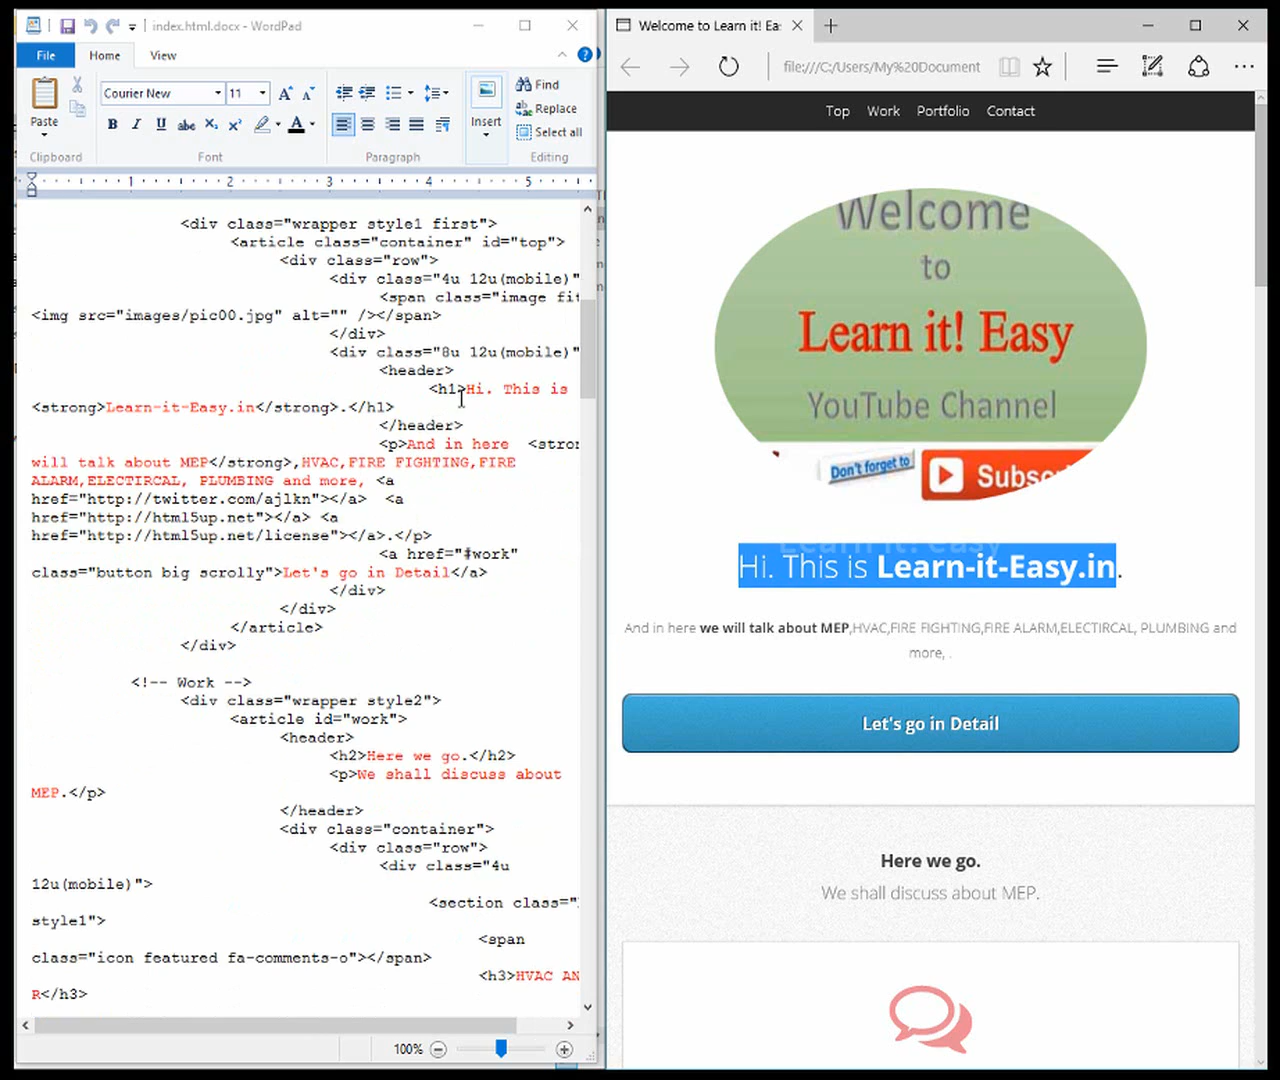 index.html.docx - WordPad
File Home View
Paste
Courier New 11
Insert
Find
Replace
Select all
Clipboard Font Paragraph Editing
1 2 3 4 5
<div class="wrapper style1 first">
<article class="container" id="top">
<div class="row">
<div class="4u 12u(mobile)"
<span class="image fit
<img src="images/pic00.jpg" alt="" /></span>
</div>
<div class="8u 12u(mobile)"
<header>
<h1>Hi. This is
<strong>Learn-it-Easy.in</strong>.</h1>
</header>
<p>And in here <stron
will talk about MEP</strong>,HVAC,FIRE FIGHTING,FIRE
ALARM,ELECTIRCAL, PLUMBING and more, <a
href="http://twitter.com/ajlkn"></a> <a
href="http://html5up.net"></a> <a
href="http://html5up.net/license"></a>.</p>
<a href="#work"
class="button big scrolly">Let's go in Detail</a>
</div>
</div>
</article>
</div>
<!-- Work -->
<div class="wrapper style2">
<article id="work">
<header>
<h2>Here we go.</h2>
<p>We shall discuss about
MEP.</p>
</header>
<div class="container">
<div class="row">
<div class="4u
12u(mobile)">
<section class="
style1">
<span
class="icon featured fa-comments-o"></span>
<h3>HVAC AN
R</h3>
100%
Welcome to Learn it! Ea
file:///C:/Users/My%20Document
Top Work Portfolio Contact
Welcome
to
Learn it! Easy
YouTube Channel
Don't forget to
Subsc
Learn it! Easy
Hi. This is Learn-it-Easy.in.
And in here we will talk about MEP,HVAC,FIRE FIGHTING,FIRE ALARM,ELECTIRCAL, PLUMBING and
more, .
Let's go in Detail
Here we go.
We shall discuss about MEP.